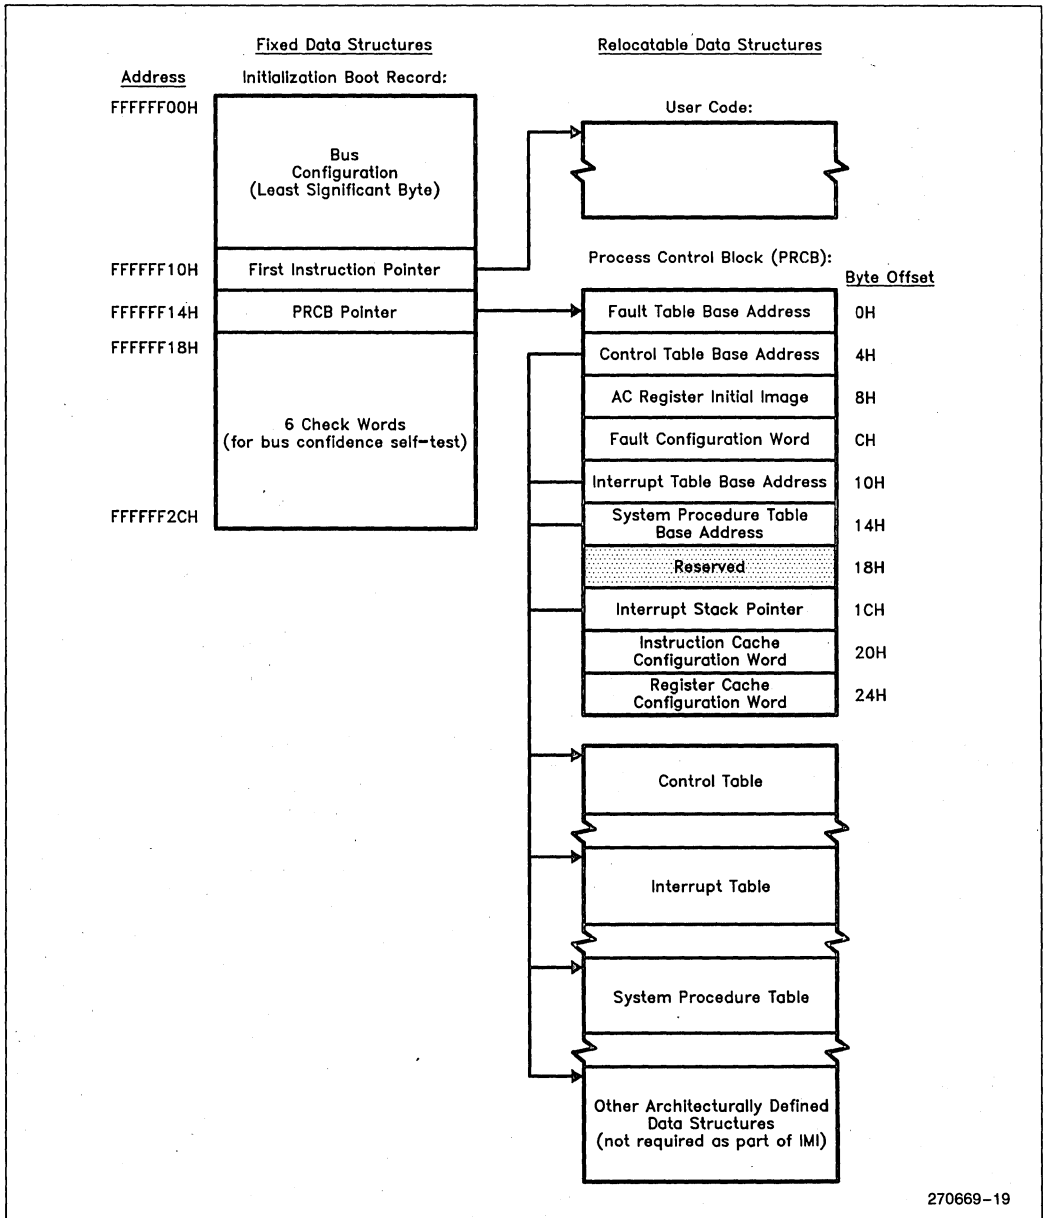 Fixed Data Structures
Relocatable Data Structures
Address
Initialization Boot Record:
FFFFFF00H
Bus
Configuration
(Least Significant Byte)
User Code:
FFFFFF10H
First Instruction Pointer
FFFFFF14H
PRCB Pointer
FFFFFF18H
6 Check Words
(for bus confidence self-test)
FFFFFF2CH
Process Control Block (PRCB):
Byte Offset
Fault Table Base Address
0H
Control Table Base Address
4H
AC Register Initial Image
8H
Fault Configuration Word
CH
Interrupt Table Base Address
10H
System Procedure Table
Base Address
14H
Reserved
18H
Interrupt Stack Pointer
1CH
Instruction Cache
Configuration Word
20H
Register Cache
Configuration Word
24H
Control Table
Interrupt Table
System Procedure Table
Other Architecturally Defined
Data Structures
(not required as part of IMI)
270669-19